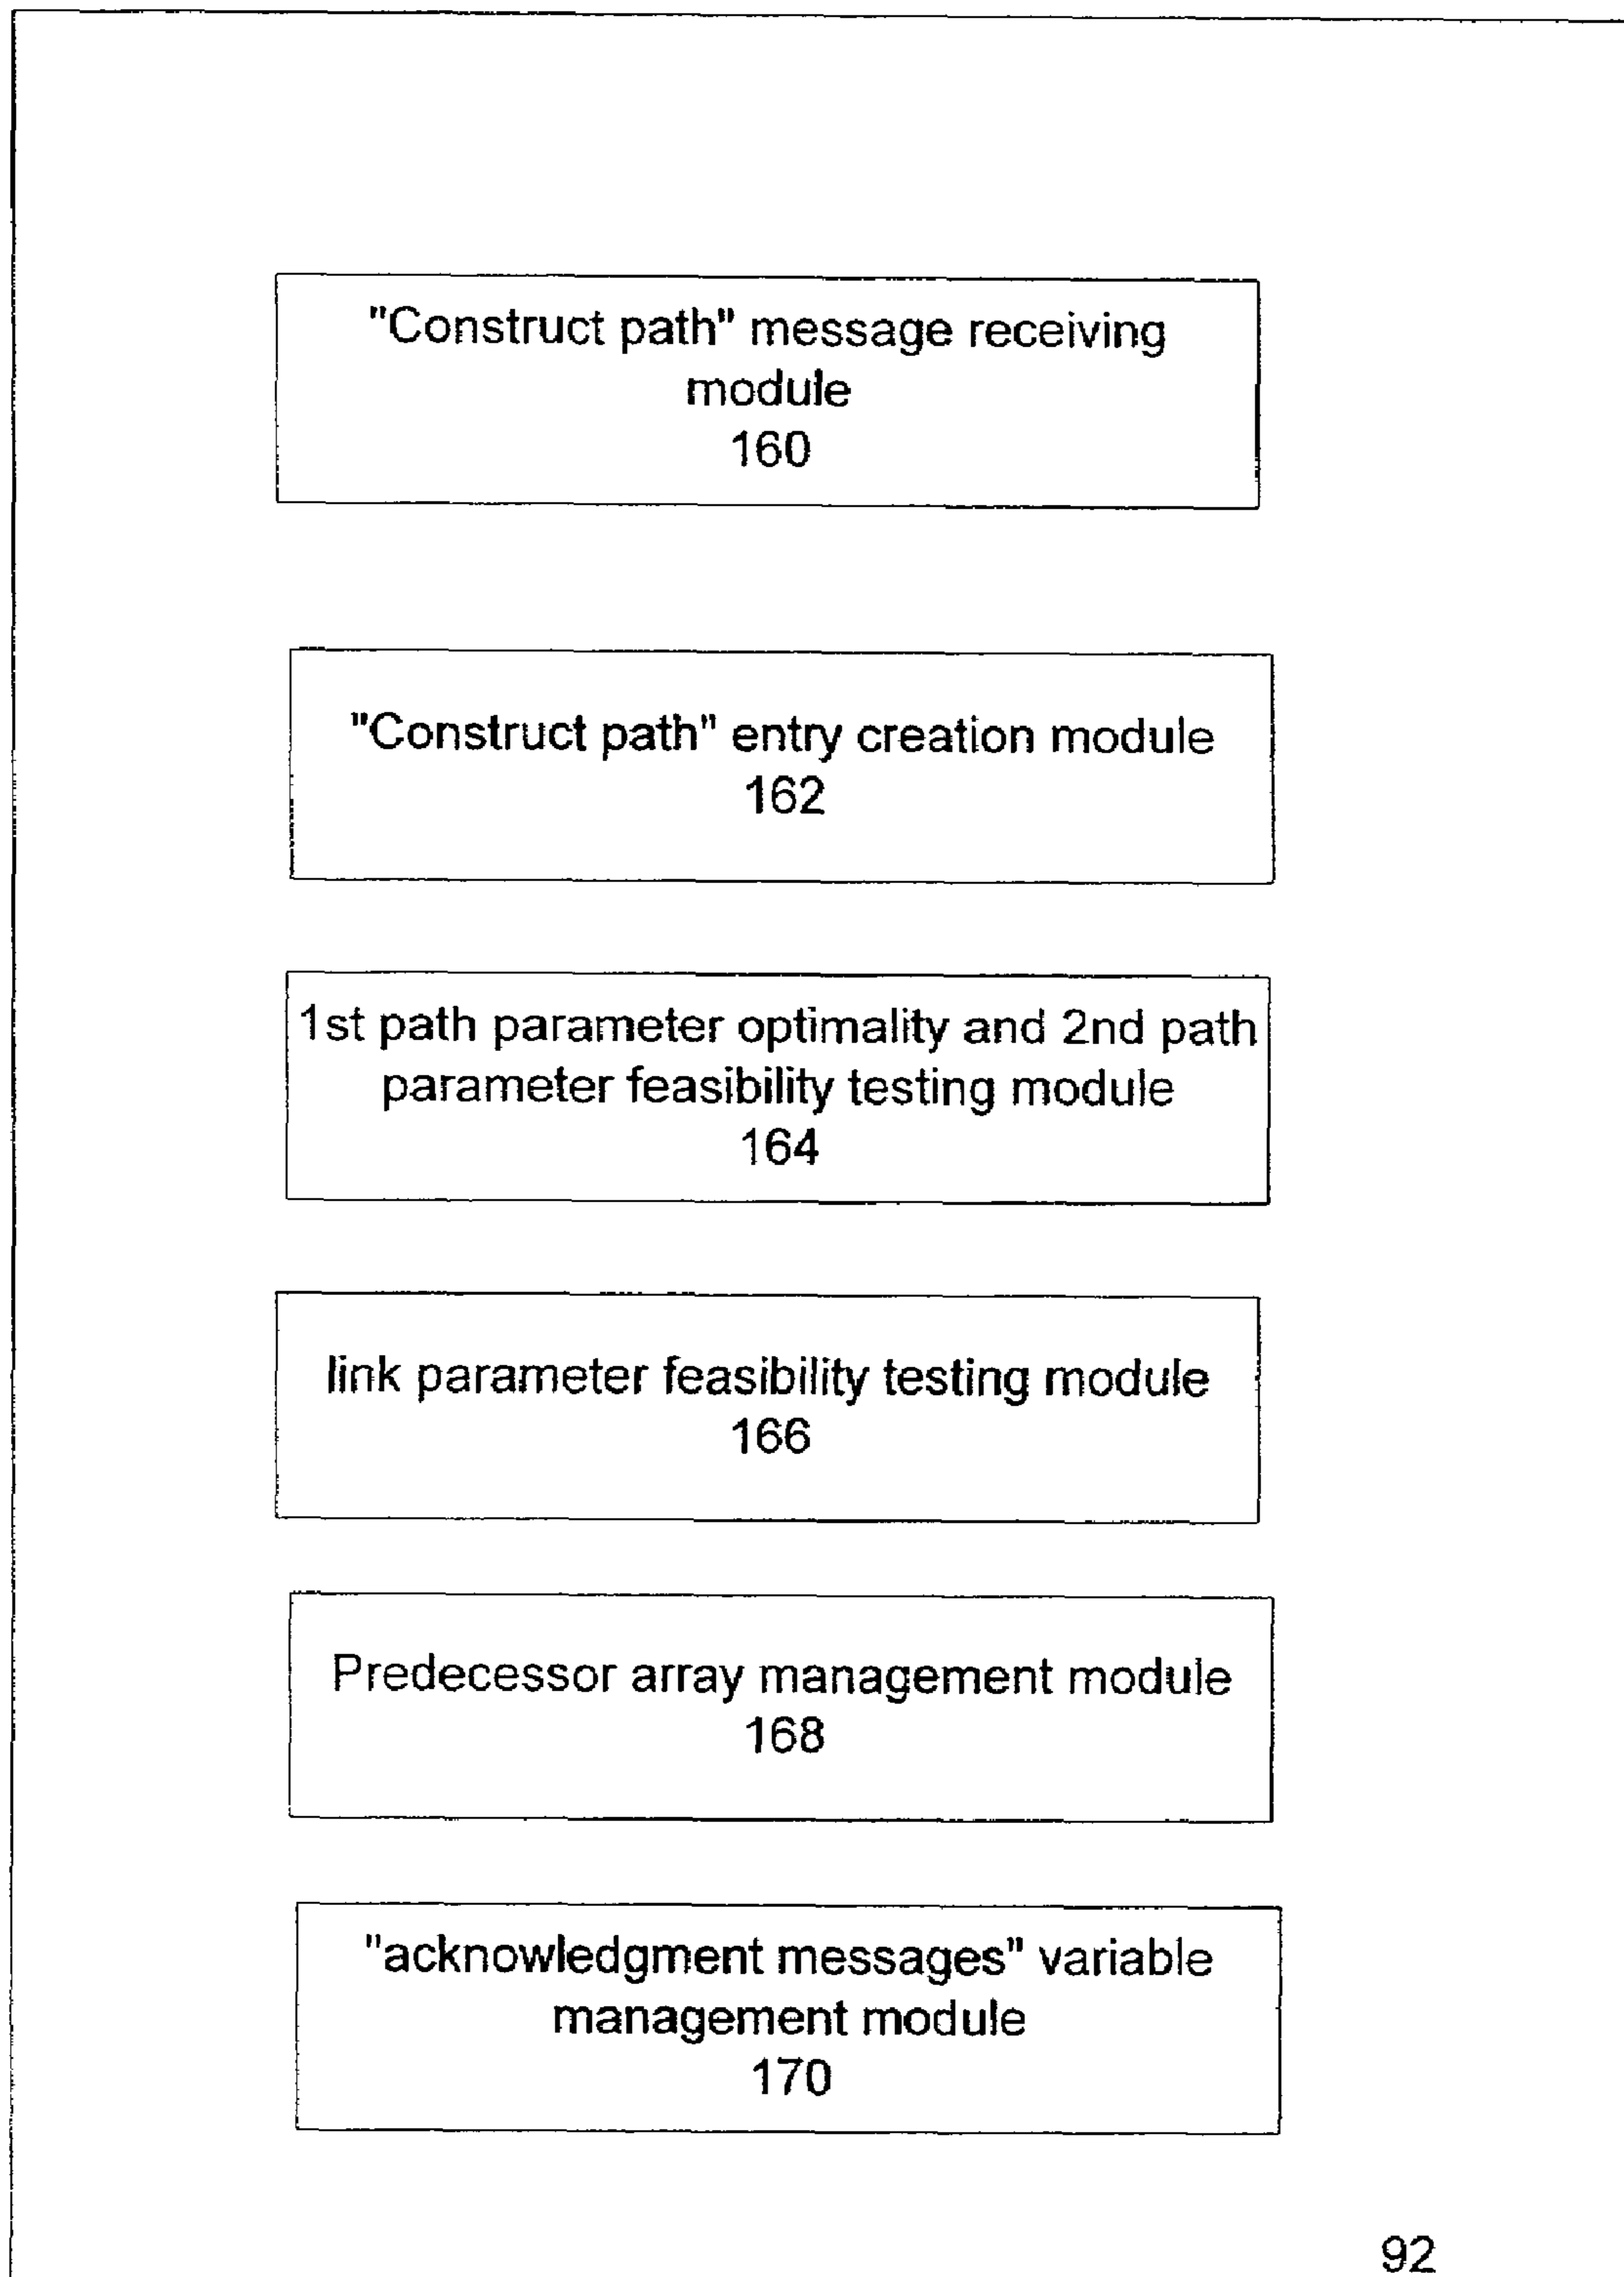 "Construct path" message receiving
module
160
"Construct path" entry creation module
162
1st path parameter optimality and 2nd path
parameter feasibility testing module
164
link parameter feasibility testing module
166
Predecessor array management module
168
"acknowledgment messages" variable
management module
170
92